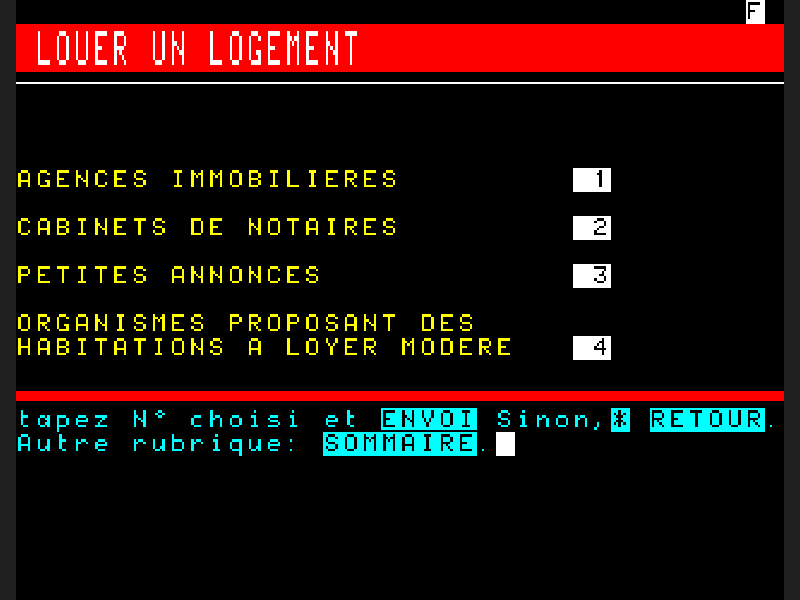 F
LOUER UN LOGEMENT
AGENCES IMMOBILIERES 1
CABINETS DE NOTAIRES 2
PETITES ANNONCES 3
ORGANISMES PROPOSANT DES
HABITATIONS A LOYER MODERE 4
tapez N° choisi et ENVOI Sinon,* RETOUR.
Autre rubrique: SOMMAIRE.